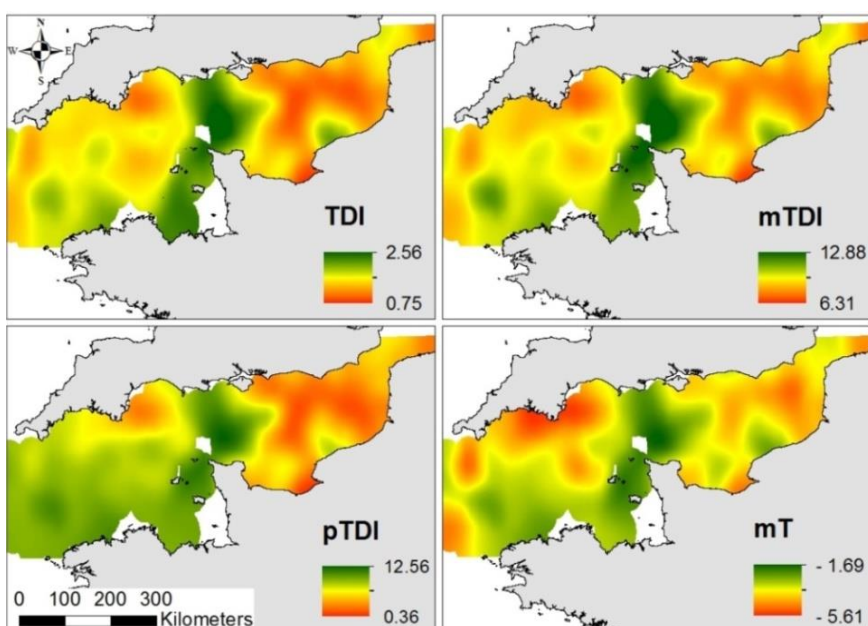 N
W E
S
TDI
2.56
0.75
mTDI
12.88
6.31
pTDI
12.56
0.36
0 100 200 300
Kilometers
mT
- 1.69
- 5.61